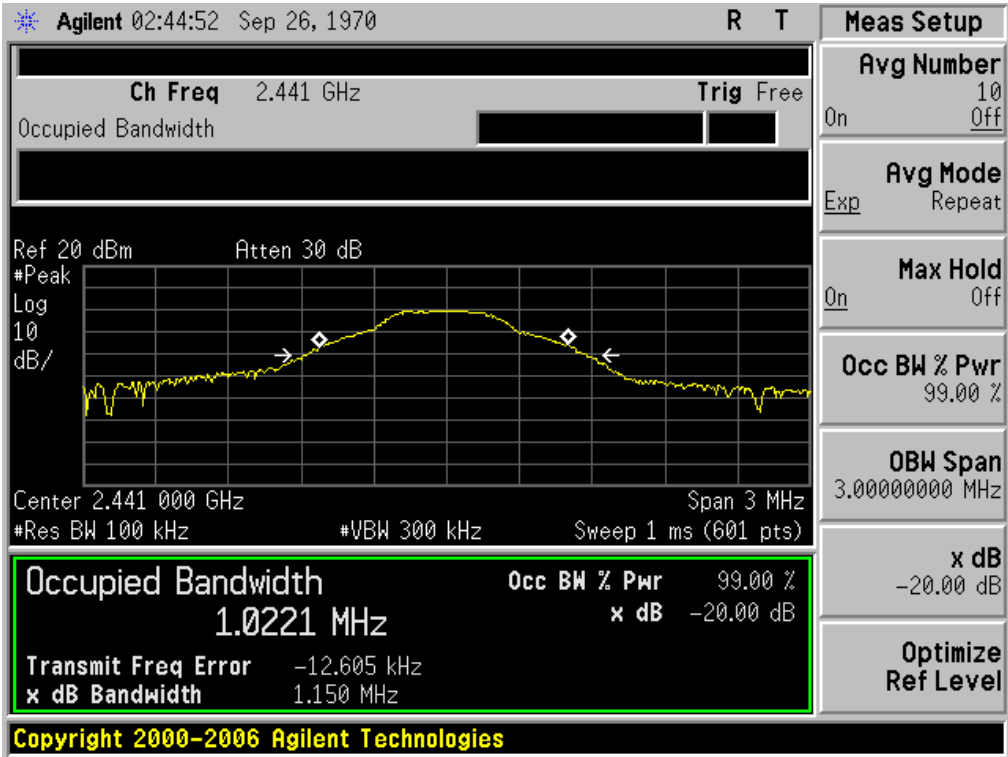 Agilent 02:44:52 Sep 26, 1970 R T
Ch Freq 2.441 GHz Trig Free
Occupied Bandwidth
Ref 20 dBm Atten 30 dB
#Peak
Log
10
dB/
Center 2.441 000 GHz Span 3 MHz
#Res BW 100 kHz #VBW 300 kHz Sweep 1 ms (601 pts)
Occupied Bandwidth
1.0221 MHz
Occ BW % Pwr 99.00 %
x dB -20.00 dB
Transmit Freq Error -12.605 kHz
x dB Bandwidth 1.150 MHz
Copyright 2000-2006 Agilent Technologies
Meas Setup
Avg Number
10
On Off
Avg Mode
Exp Repeat
Max Hold
On Off
Occ BW % Pwr
99.00 %
OBW Span
3.00000000 MHz
x dB
-20.00 dB
Optimize
Ref Level